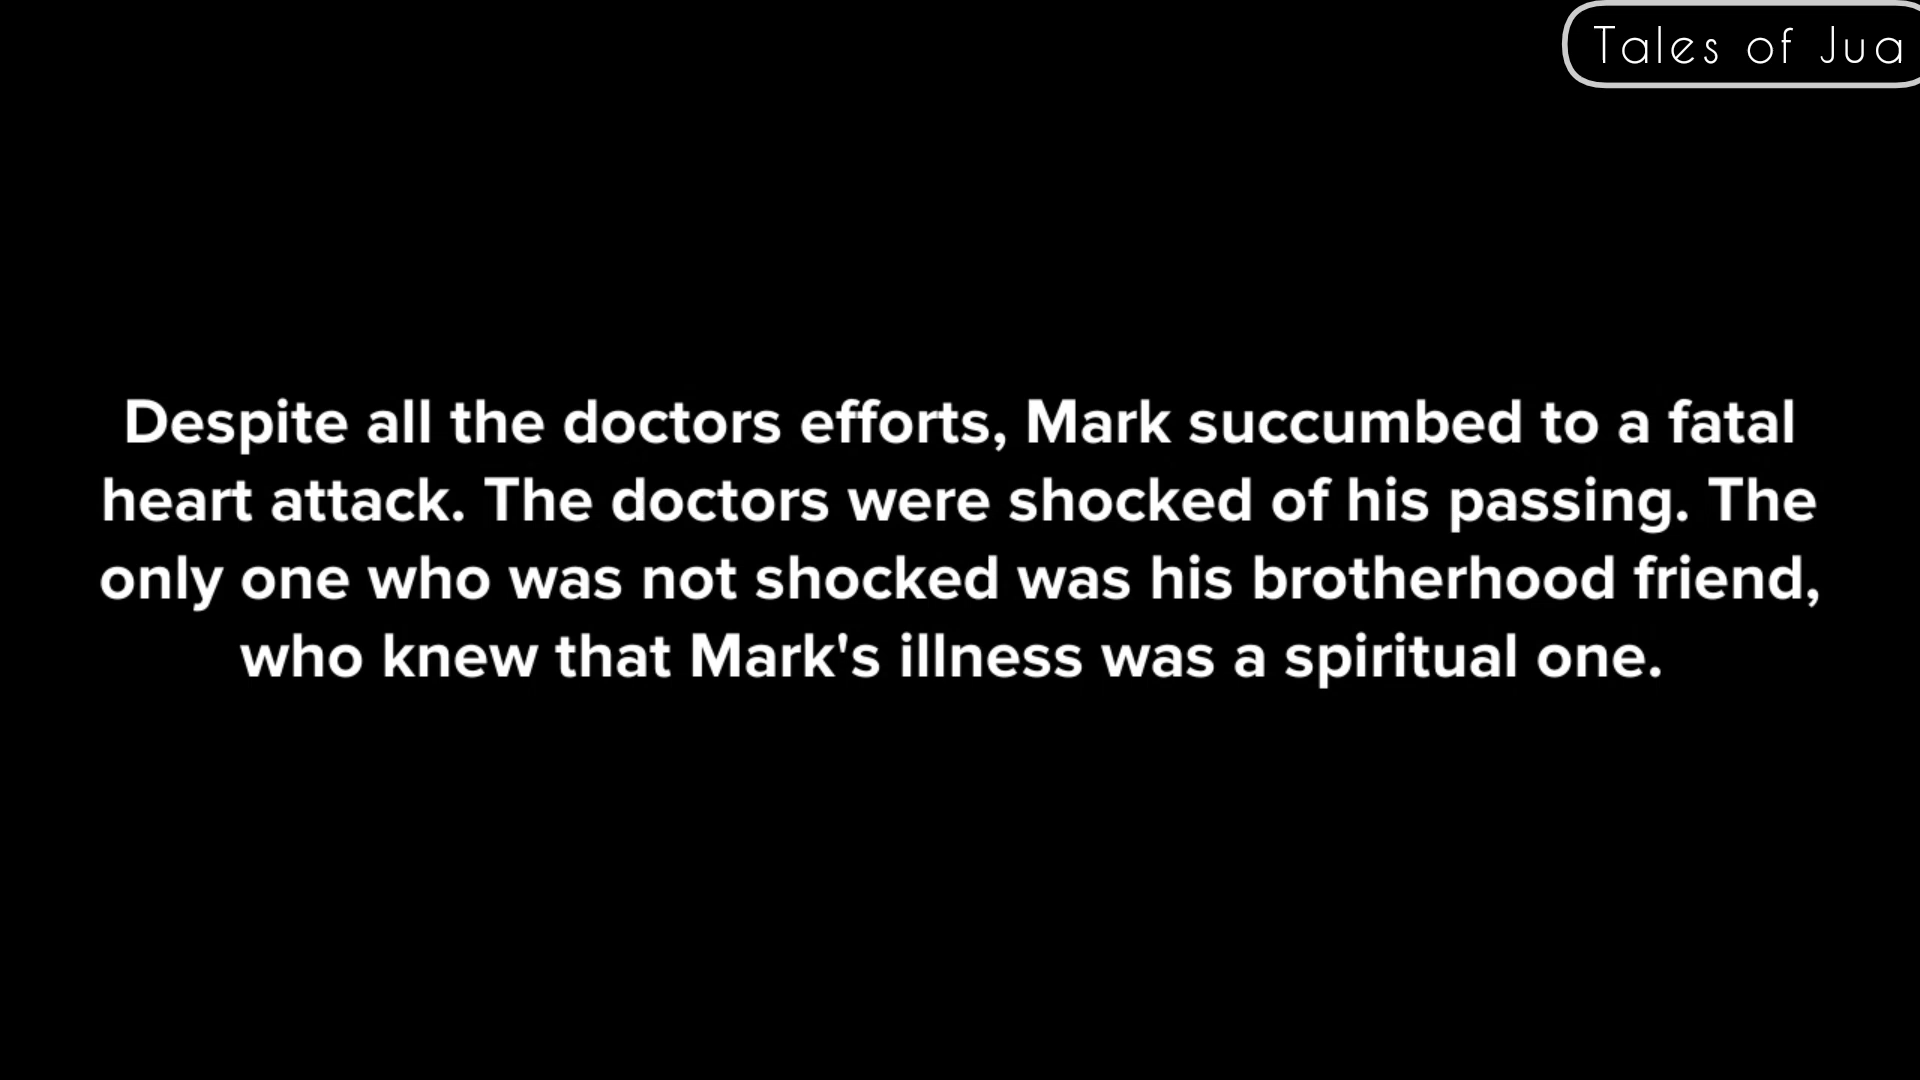 Tales of Jua
Despite all the doctors efforts, Mark succumbed to a fatal
heart attack. The doctors were shocked of his passing. The
only one who was not shocked was his brotherhood friend,
who knew that Mark's illness was a spiritual one.